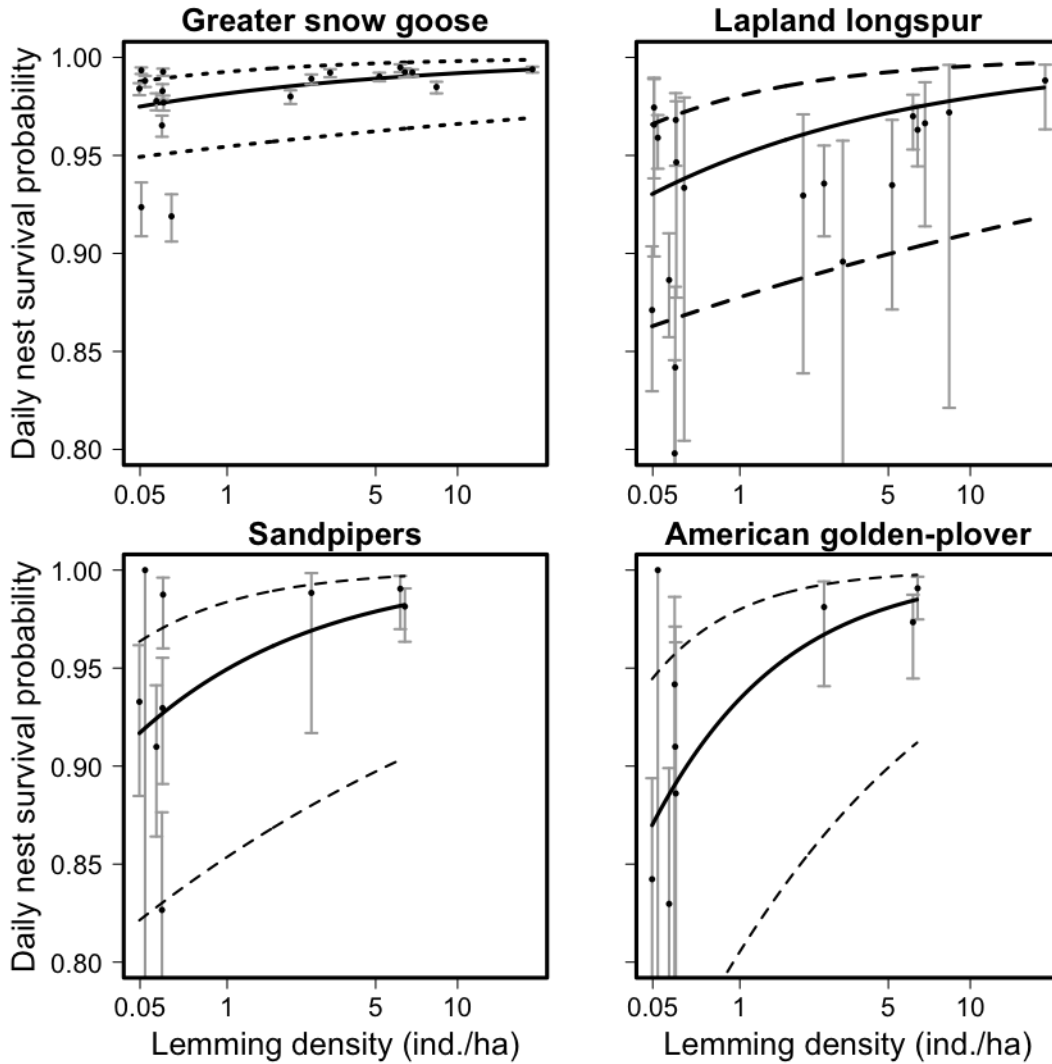 Greater snow goose
Lapland longspur
Daily nest survival probability
1.00
0.95
0.90
0.85
0.80
0.05 1 5 10
0.05 1 5 10
Sandpipers
American golden-plover
Daily nest survival probability
1.00
0.95
0.90
0.85
0.80
0.05 1 5 10
0.05 1 5 10
Lemming density (ind./ha)
Lemming density (ind./ha)